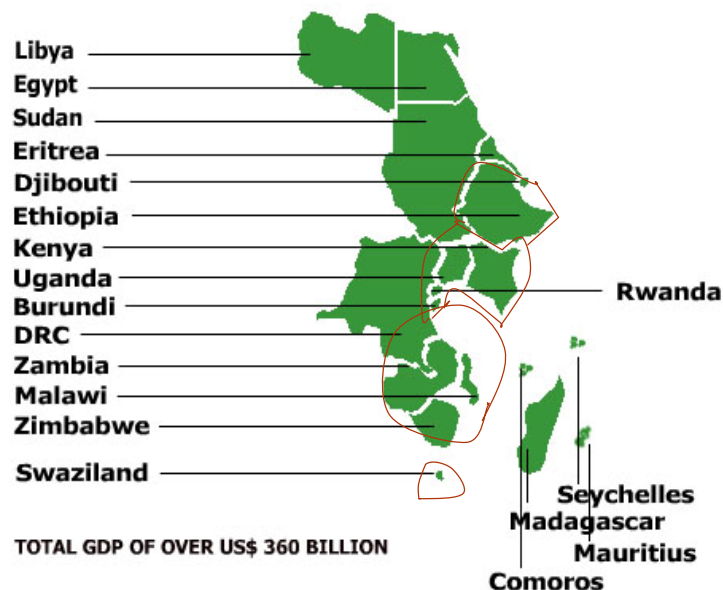 Libya
Egypt
Sudan
Eritrea
Djibouti
Ethiopia
Kenya
Uganda
Rwanda
Burundi
DRC
Zambia
Malawi
Zimbabwe
Swaziland
Seychelles
Madagascar
TOTAL GDP OF OVER US$ 360 BILLION
Mauritius
Comoros